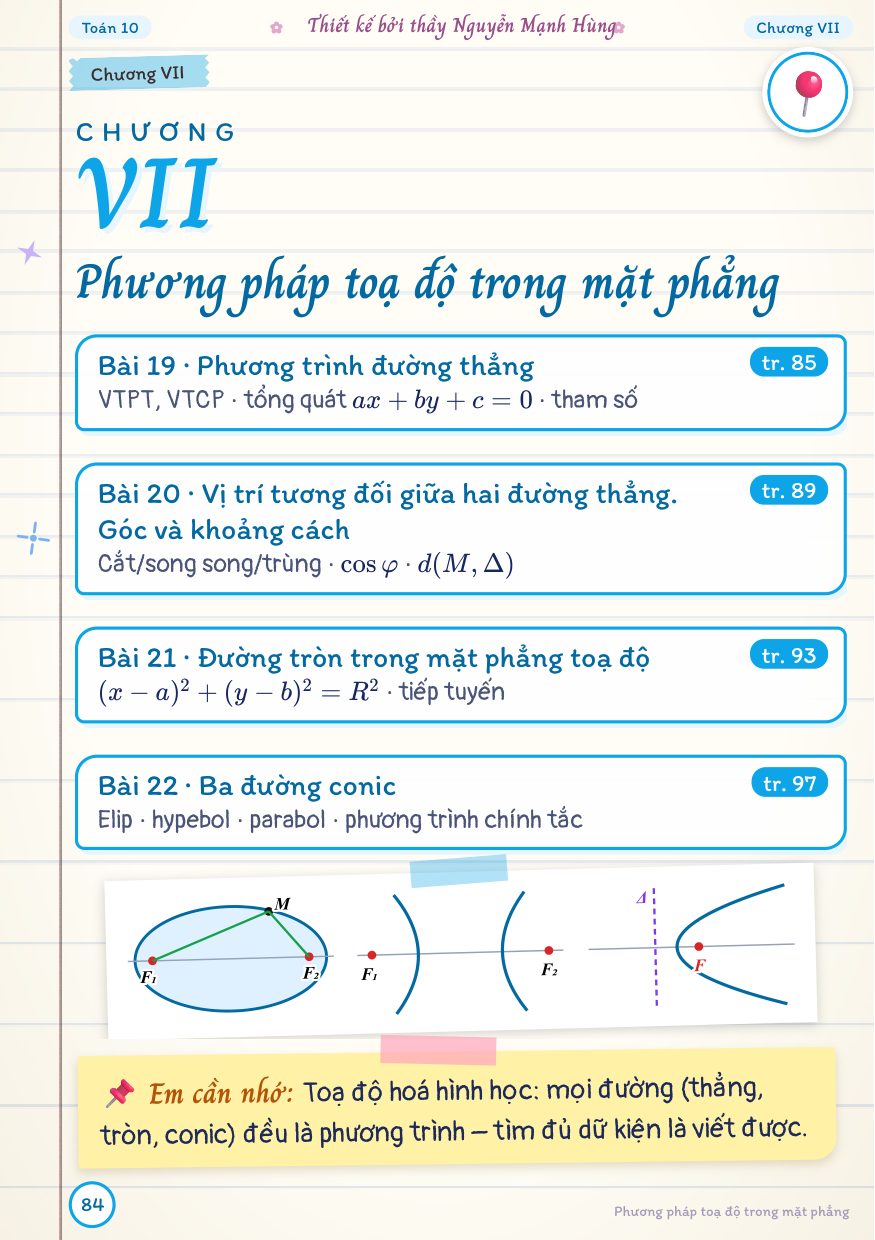 Toán 10
Thiết kế bởi thầy Nguyễn Mạnh Hùng
Chương VII
Chương VII
CHƯƠNG
VII
Phương pháp toạ độ trong mặt phẳng
Bài 19 · Phương trình đường thẳng
tr. 85
VTPT, VTCP · tổng quát ax + by + c = 0 · tham số
Bài 20 · Vị trí tương đối giữa hai đường thẳng.
tr. 89
Góc và khoảng cách
Cắt/song song/trùng · cos φ · d(M, Δ)
Bài 21 · Đường tròn trong mặt phẳng toạ độ
tr. 93
(x − a)² + (y − b)² = R² · tiếp tuyến
Bài 22 · Ba đường conic
tr. 97
Elip · hypebol · parabol · phương trình chính tắc
M
F₁
F₂
F₁
F₂
Δ
F
Em cần nhớ: Toạ độ hoá hình học: mọi đường (thẳng,
tròn, conic) đều là phương trình — tìm đủ dữ kiện là viết được.
84
Phương pháp toạ độ trong mặt phẳng